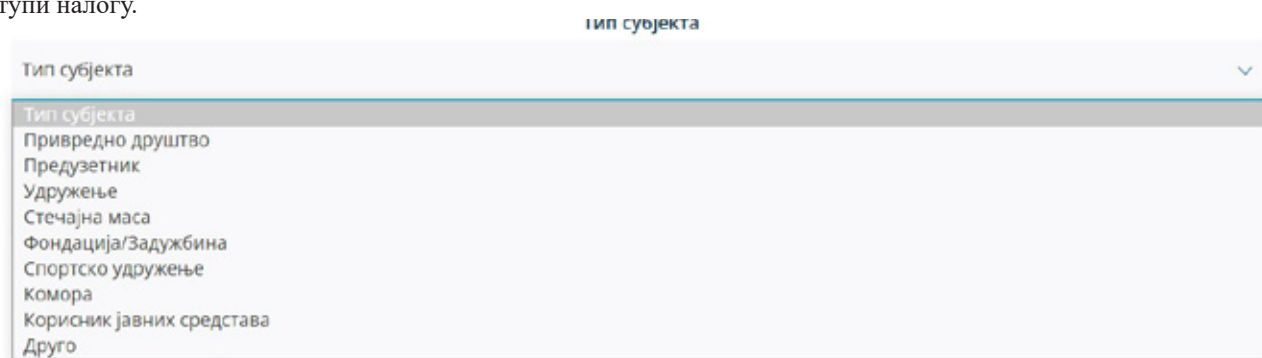 налогу.
Тип субјекта
Тип субјекта
Тип субјекта
Привредно друштво
Предузетник
Удружење
Стечајна маса
Фондација/Задужбина
Спортско удружење
Комора
Корисник јавних средстава
Друго